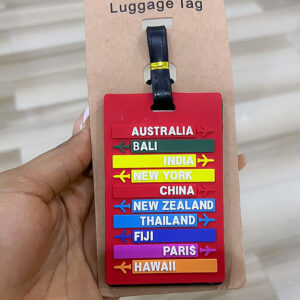 Luggage Tag
AUSTRALIA
BALI
INDIA
NEW YORK
CHINA
NEW ZEALAND
THAILAND
FIJI
PARIS
HAWAII